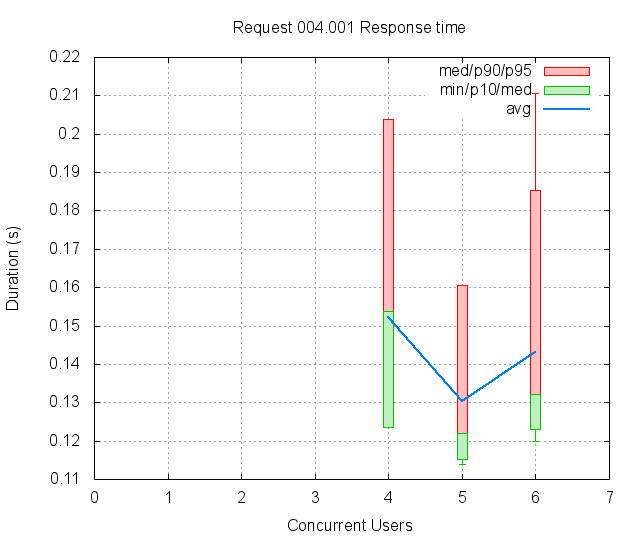 Request 004.001 Response time
0.22
0.21
0.2
0.19
0.18
0.17
0.16
0.15
0.14
0.13
0.12
0.11
med/p90/p95
min/p10/med
avg
Duration (s)
0 1 2 3 4 5 6 7
Concurrent Users